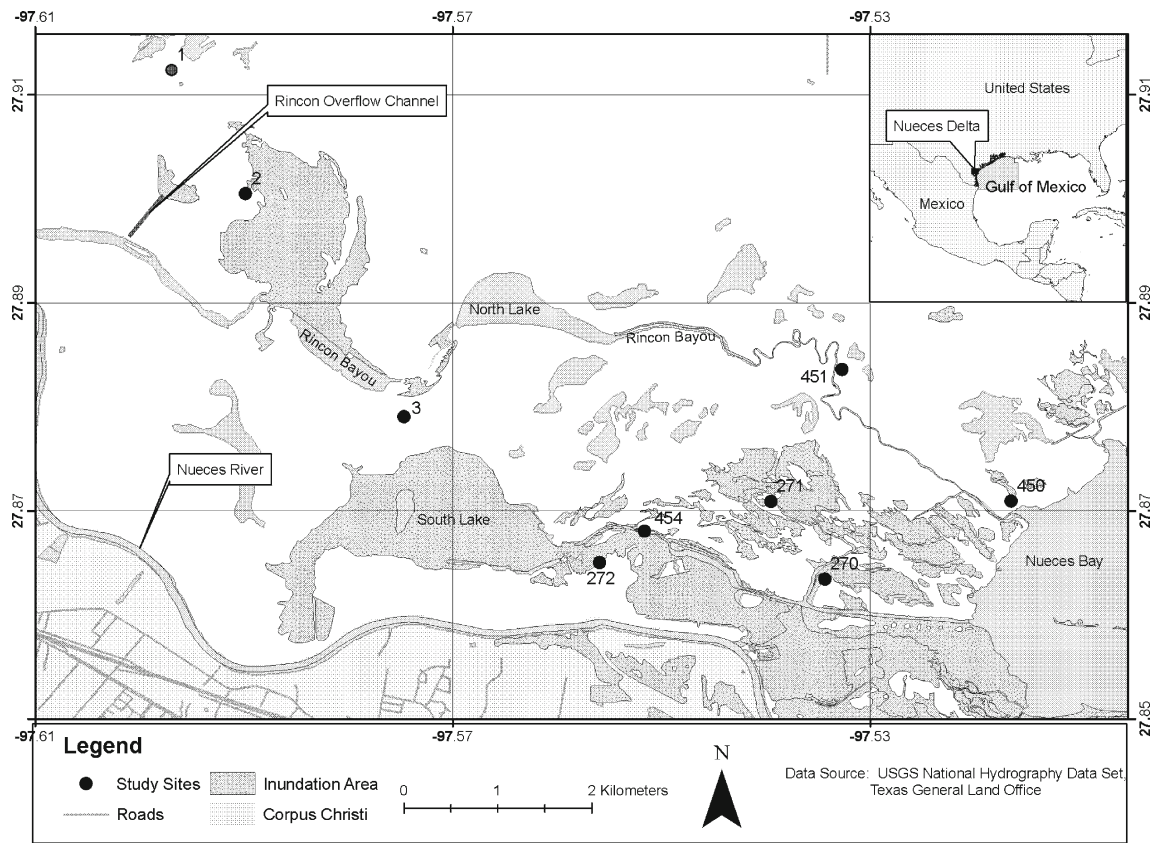 -97.61
-97.57
-97.53
1
27.91
27.91
Rincon Overflow Channel
United States
Nueces Delta
Gulf of Mexico
Mexico
2
27.89
27.89
North Lake
Rincon Bayou
Rincon Bayou
451
3
Nueces River
271
450
27.87
27.87
South Lake
454
272
270
Nueces Bay
27.85
-97.61
-97.57
-97.53
Legend
Study Sites
Inundation Area
Roads
Corpus Christi
0 1 2 Kilometers
N
Data Source: USGS National Hydrography Data Set,
Texas General Land Office